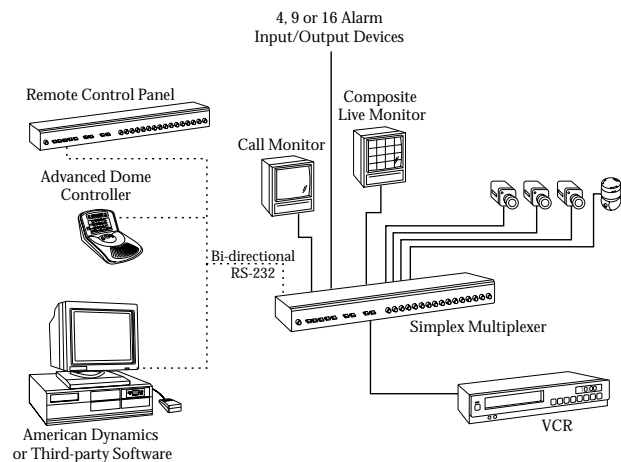 4, 9 or 16 Alarm
Input/Output Devices
Remote Control Panel
Composite
Live Monitor
Call Monitor
Advanced Dome
Controller
Bi-directional
RS-232
Simplex Multiplexer
VCR
American Dynamics
or Third-party Software